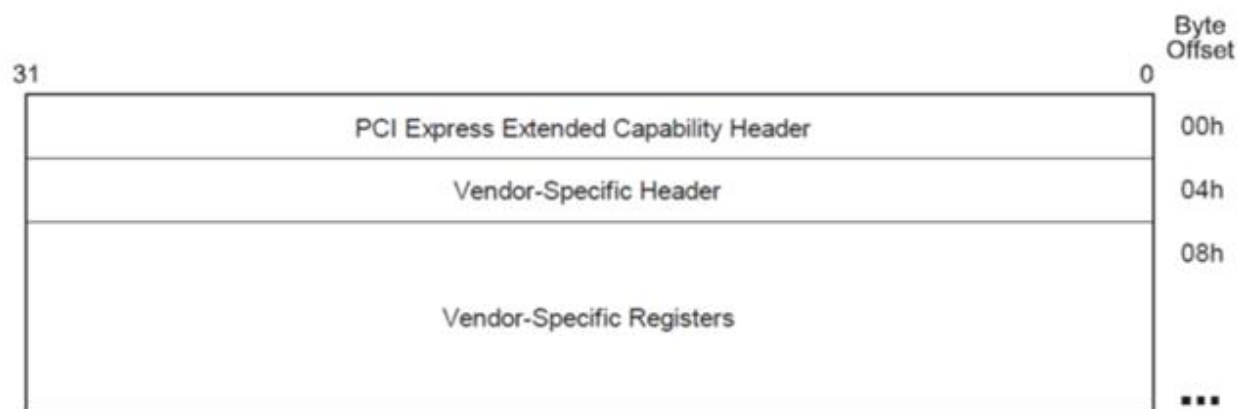 Byte
Offset
31
0
PCI Express Extended Capability Header
00h
Vendor-Specific Header
04h
08h
Vendor-Specific Registers
...